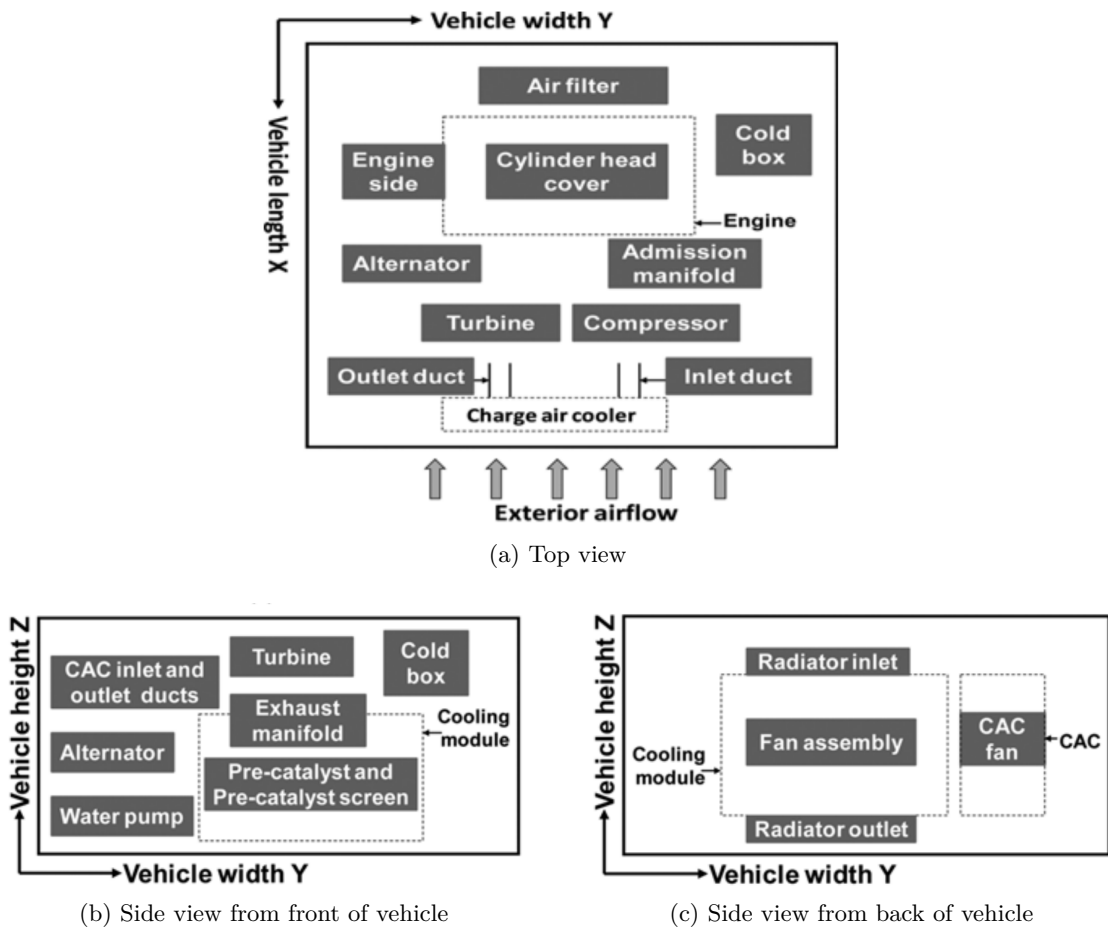 Vehicle width Y
Vehicle length X
Air filter
Cold
box
Engine
side
Cylinder head
cover
Engine
Alternator
Admission
manifold
Turbine
Compressor
Outlet duct
Inlet duct
Charge air cooler
Exterior airflow
(a) Top view
Vehicle height Z
CAC inlet and
outlet ducts
Turbine
Cold
box
Exhaust
manifold
Cooling
module
Alternator
Pre-catalyst and
Pre-catalyst screen
Water pump
Vehicle width Y
(b) Side view from front of vehicle
Vehicle height Z
Radiator inlet
Cooling
module
Fan assembly
CAC
fan
CAC
Radiator outlet
Vehicle width Y
(c) Side view from back of vehicle